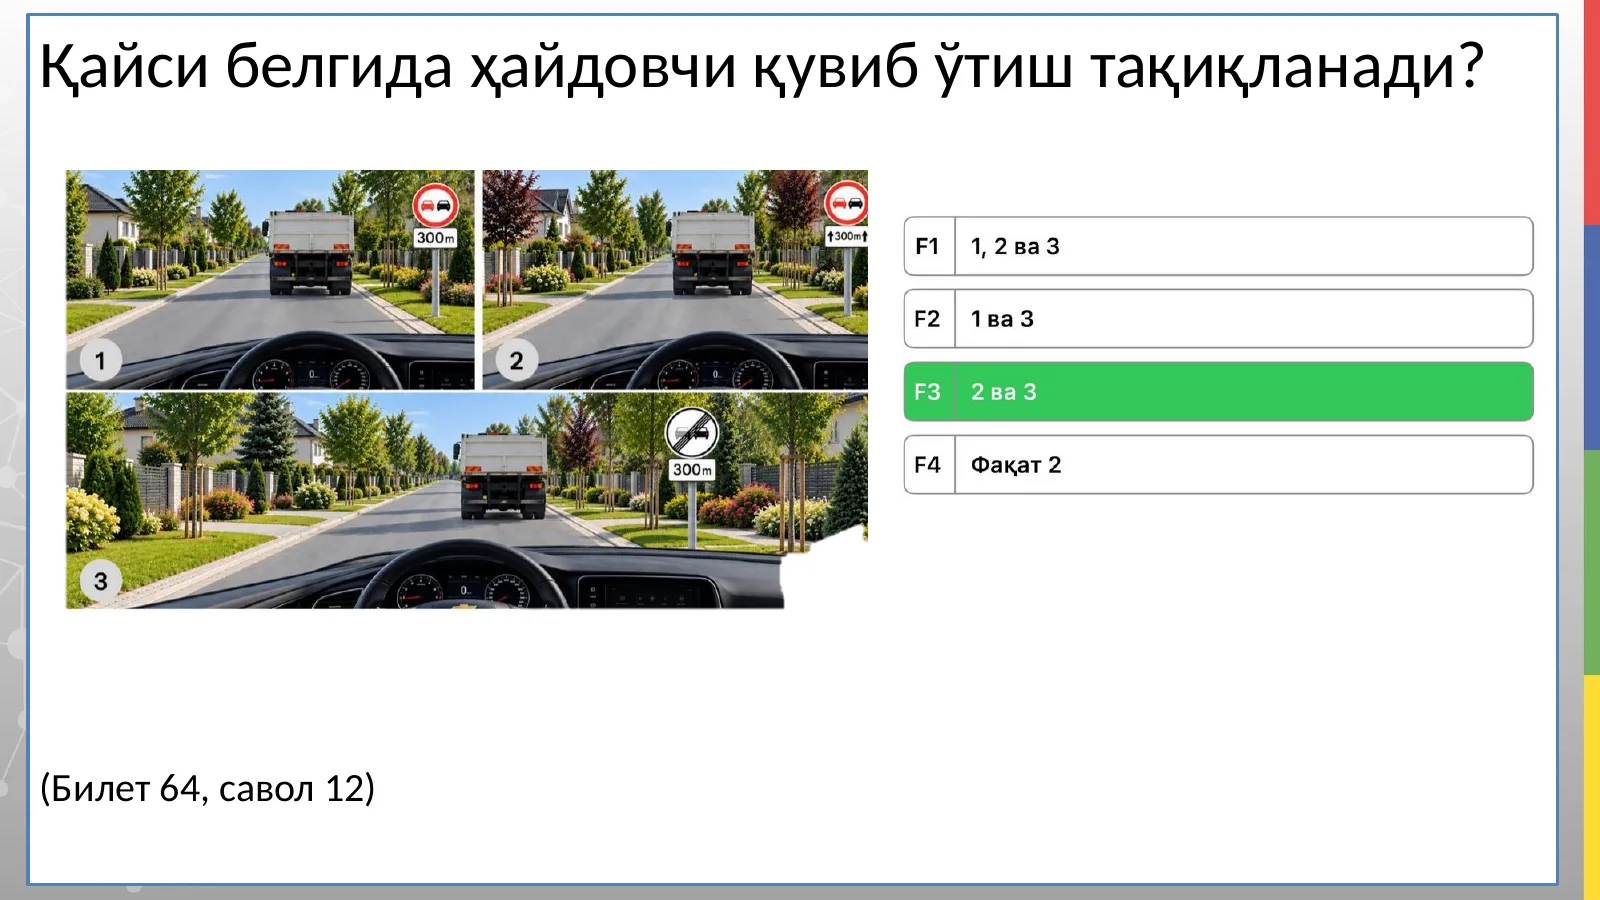 Қайси белгида ҳайдовчи қувиб ўтиш тақиқланади?
300m
↑300m↑
1
2
300m
3
F1 1, 2 ва 3
F2 1 ва 3
F3 2 ва 3
F4 Фақат 2
(Билет 64, савол 12)